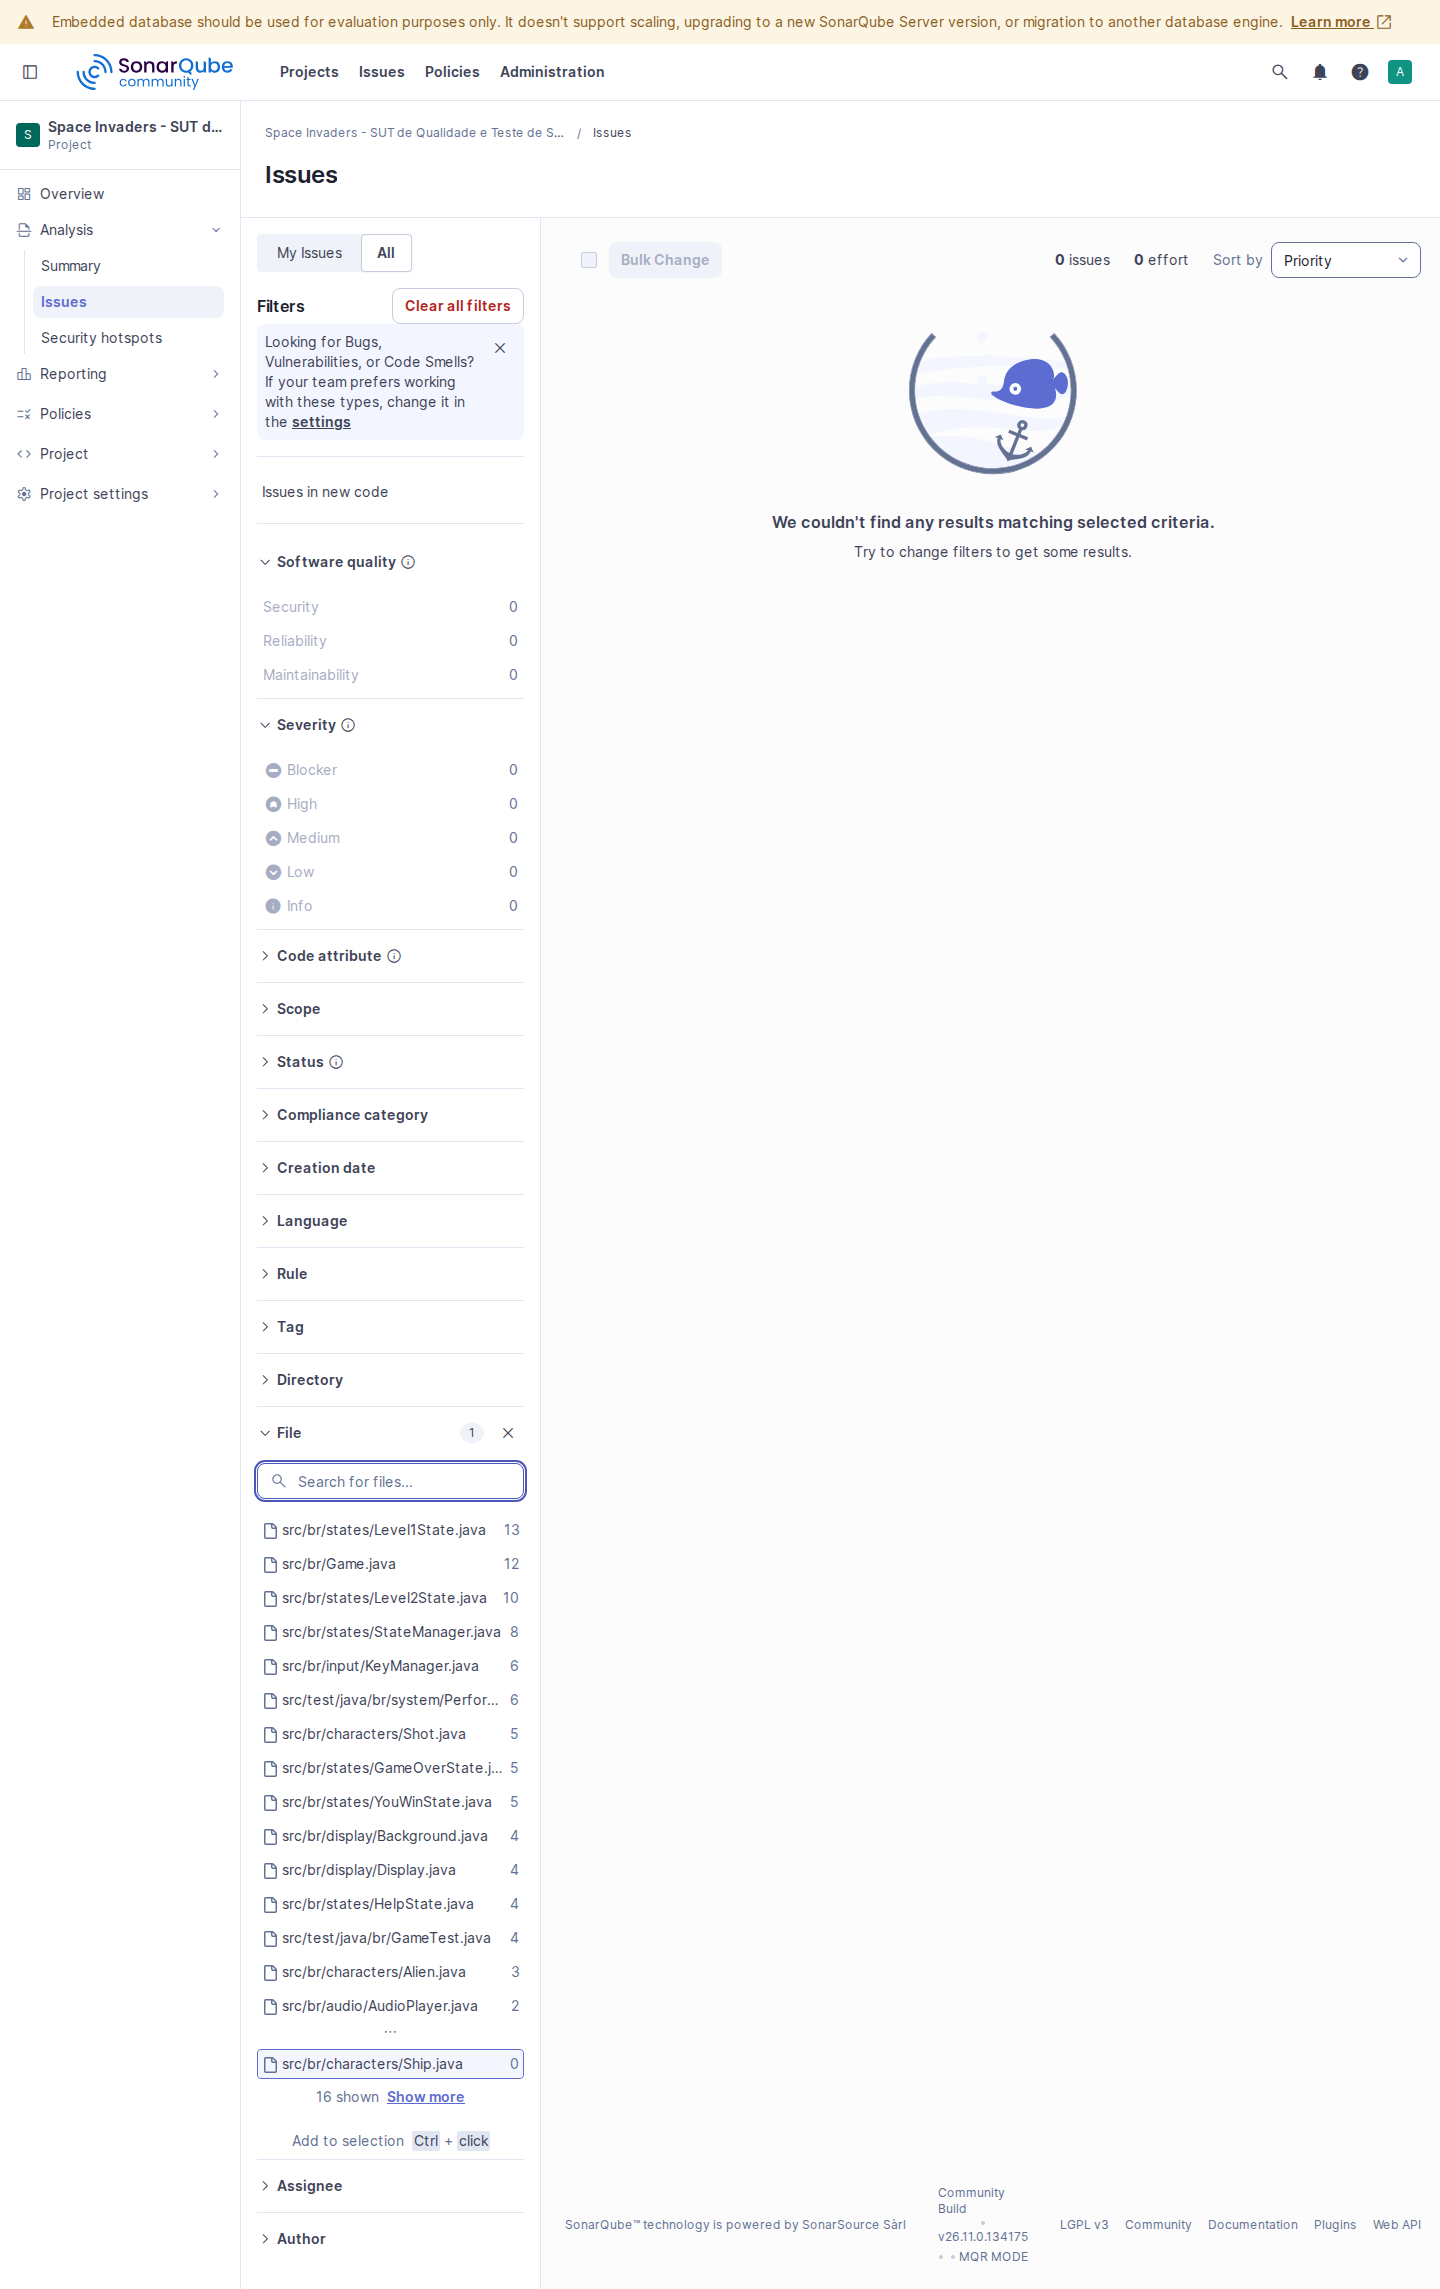 Embedded database should be used for evaluation purposes only. It doesn't support scaling, upgrading to a new SonarQube Server version, or migration to another database engine. Learn more
SonarQube community
Projects Issues Policies Administration
A
S
Space Invaders - SUT d...
Project
Overview
Analysis
Summary
Issues
Security hotspots
Reporting
Policies
Project
Project settings
Space Invaders - SUT de Qualidade e Teste de S... / Issues
Issues
My Issues All
Filters
Clear all filters
Looking for Bugs,
Vulnerabilities, or Code Smells?
If your team prefers working
with these types, change it in
the settings
Issues in new code
Software quality
Security 0
Reliability 0
Maintainability 0
Severity
Blocker 0
High 0
Medium 0
Low 0
Info 0
Code attribute
Scope
Status
Compliance category
Creation date
Language
Rule
Tag
Directory
File 1
Search for files...
src/br/states/Level1State.java 13
src/br/Game.java 12
src/br/states/Level2State.java 10
src/br/states/StateManager.java 8
src/br/input/KeyManager.java 6
src/test/java/br/system/Perfor... 6
src/br/characters/Shot.java 5
src/br/states/GameOverState.j... 5
src/br/states/YouWinState.java 5
src/br/display/Background.java 4
src/br/display/Display.java 4
src/br/states/HelpState.java 4
src/test/java/br/GameTest.java 4
src/br/characters/Alien.java 3
src/br/audio/AudioPlayer.java 2
...
src/br/characters/Ship.java 0
16 shown Show more
Add to selection Ctrl + click
Assignee
Author
Bulk Change
0 issues 0 effort Sort by Priority
We couldn't find any results matching selected criteria.
Try to change filters to get some results.
SonarQube™ technology is powered by SonarSource Sàrl
Community
Build
•
v26.11.0.134175
• • MQR MODE
LGPL v3 Community Documentation Plugins Web API